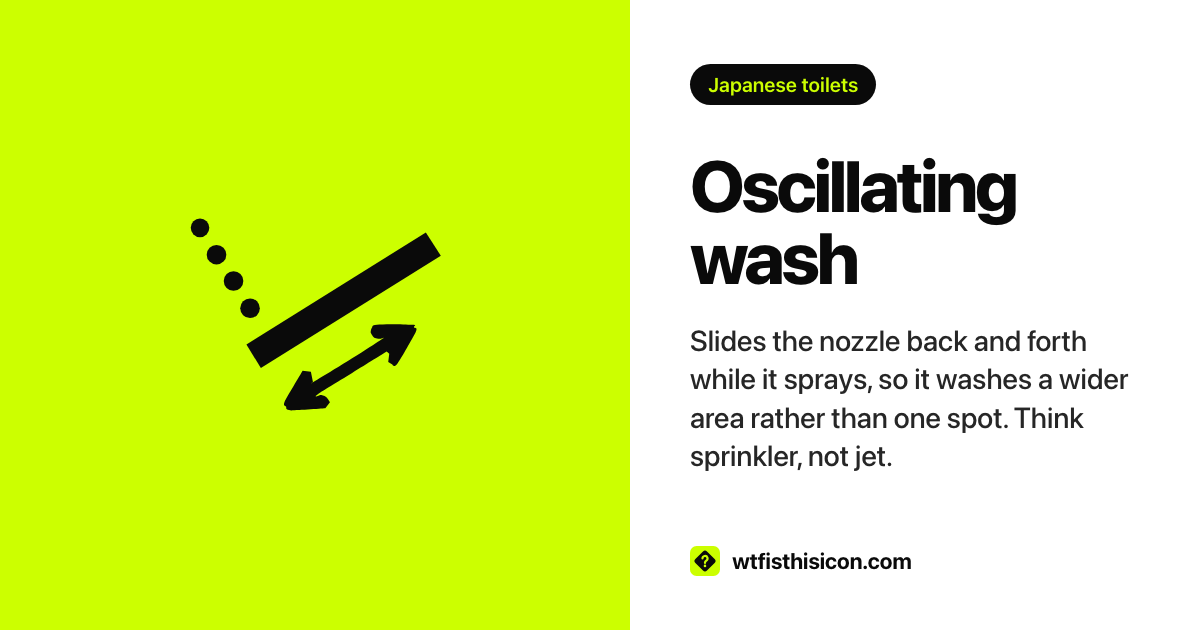 Japanese toilets
Oscillating
wash
Slides the nozzle back and forth
while it sprays, so it washes a wider
area rather than one spot. Think
sprinkler, not jet.
?
wtfisthisicon.com